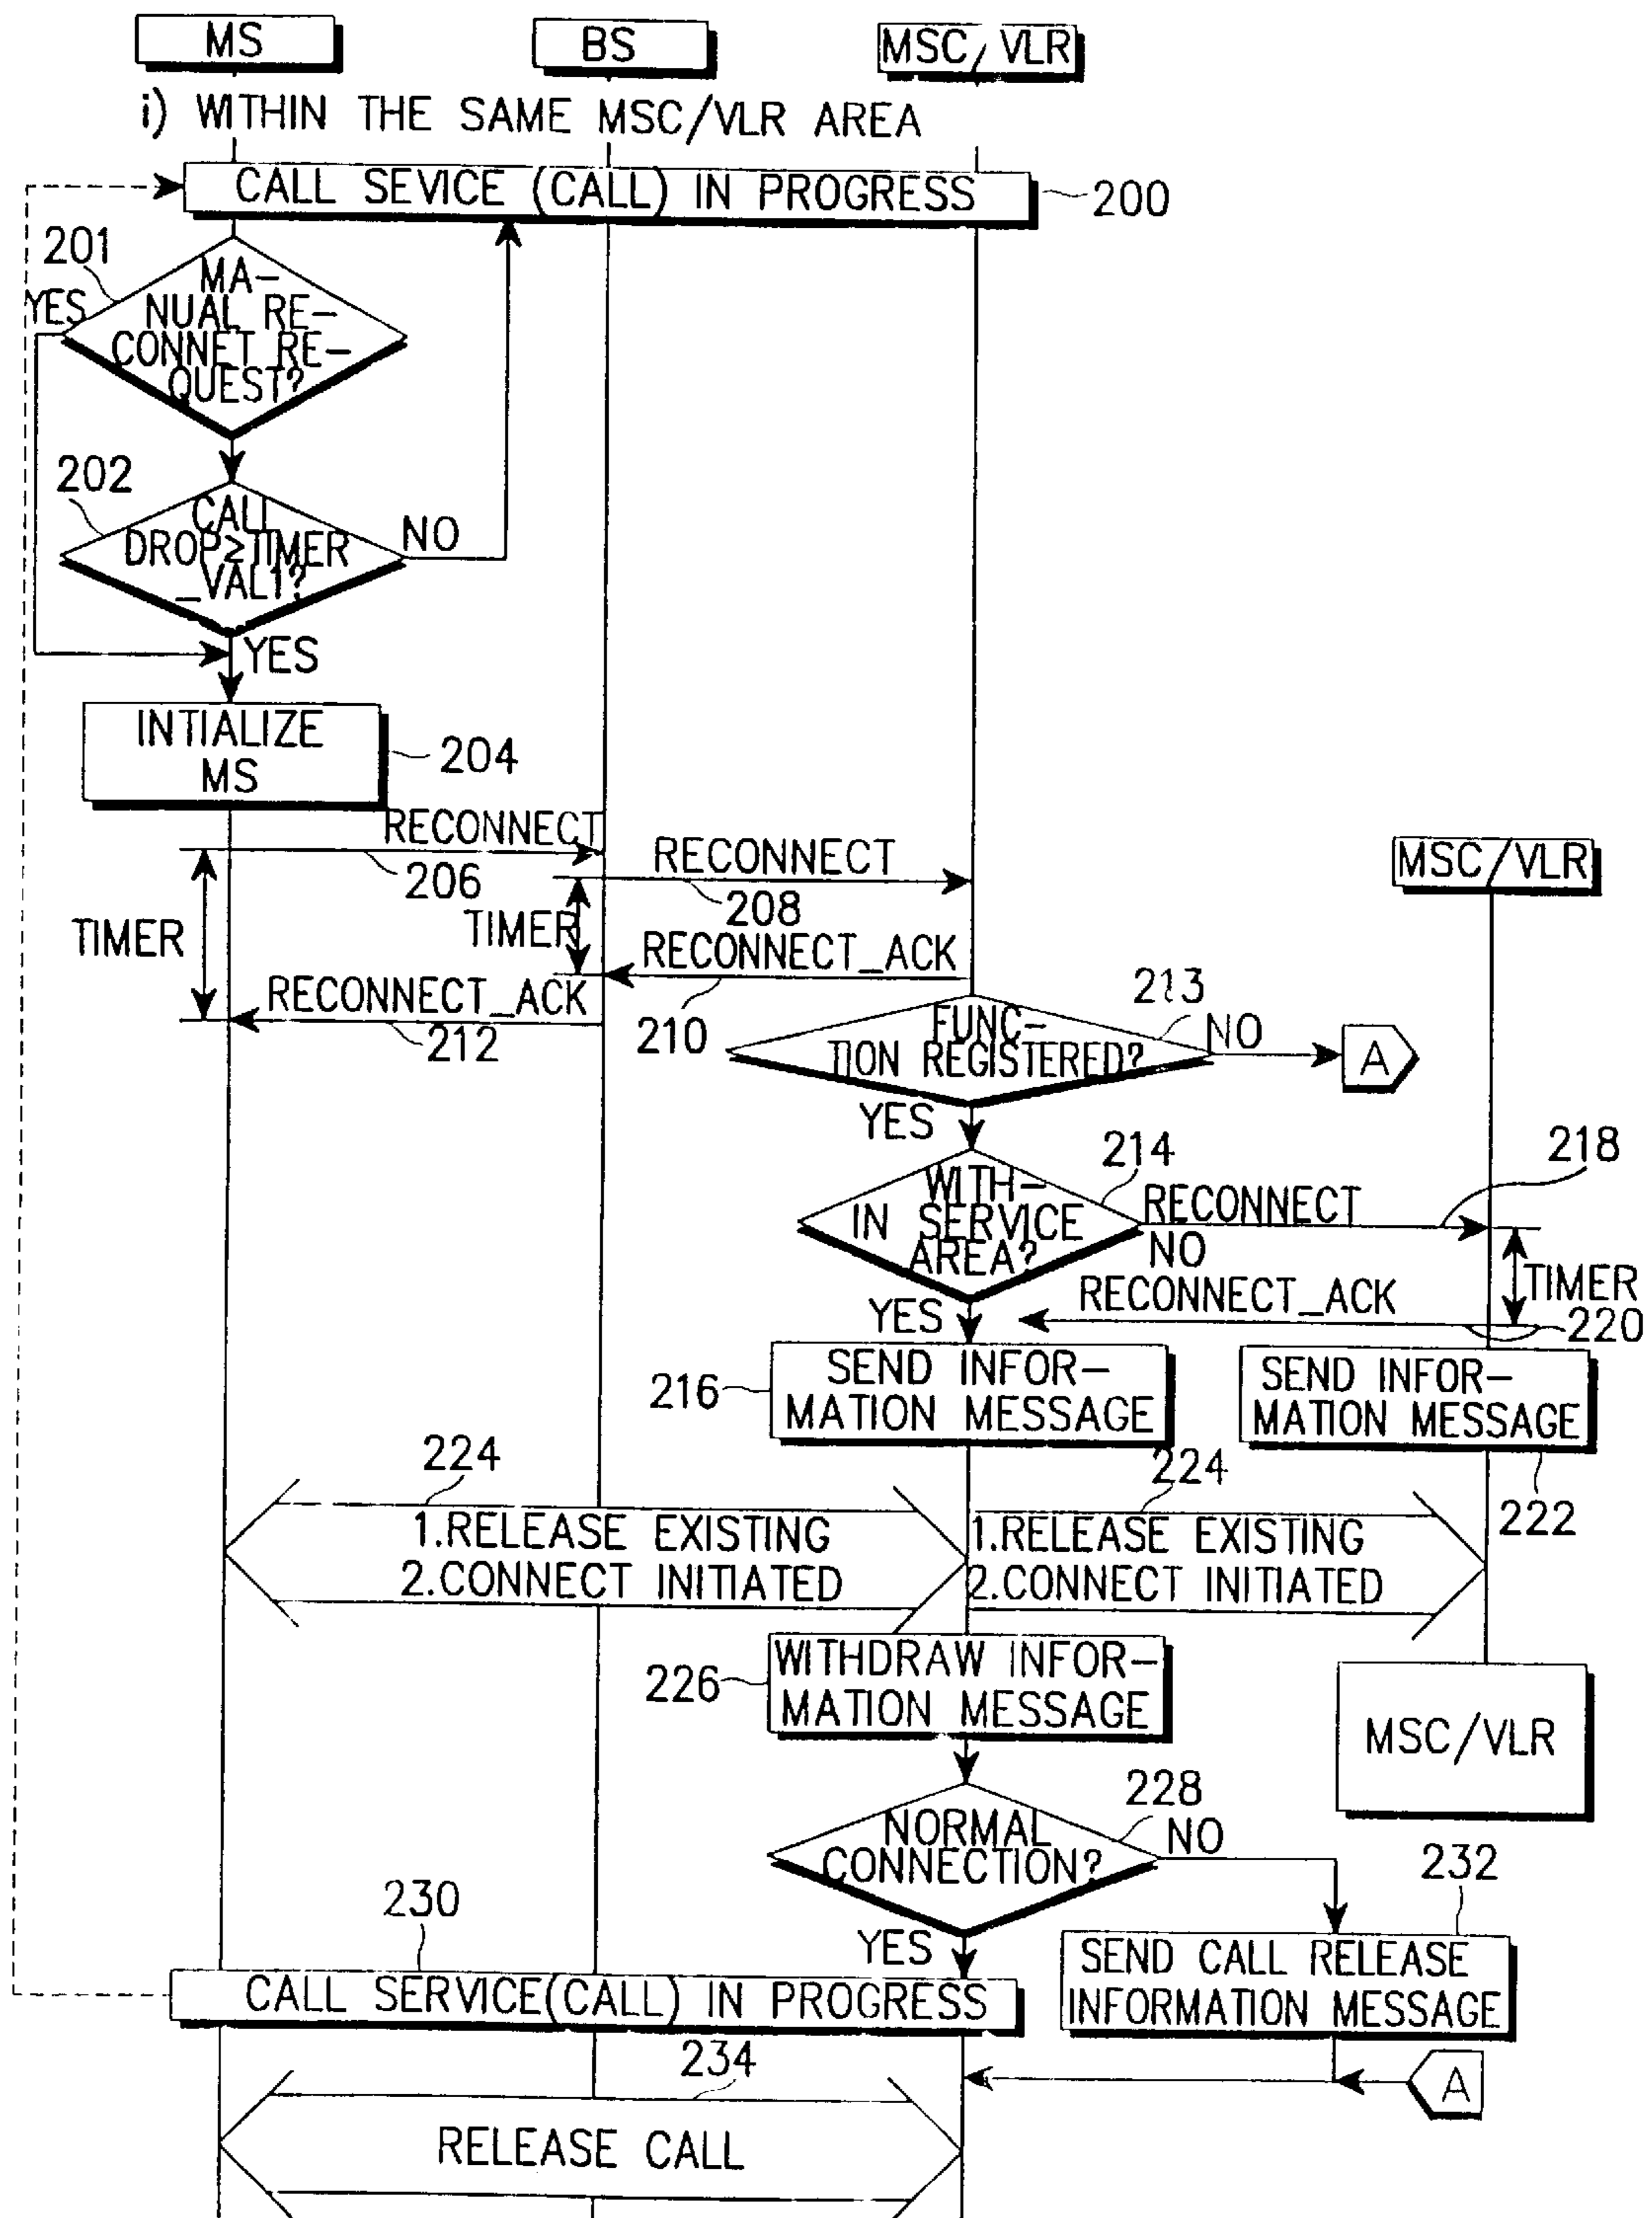 MS
BS
MSC/VLR
i) WITHIN THE SAME MSC/VLR AREA
CALL SEVICE (CALL) IN PROGRESS
200
201
YES
MA-
NUAL RE-
CONNET RE-
QUEST?
202
CALL
DROP≥TIMER
_VAL1?
NO
YES
INTIALIZE
MS
204
RECONNECT
206
RECONNECT
208
MSC/VLR
TIMER
TIMER
RECONNECT_ACK
210
RECONNECT_ACK
212
213
FUNC-
TION REGISTERED?
NO
A
YES
214
WITH-
IN SERVICE
AREA?
RECONNECT
218
NO
RECONNECT_ACK
TIMER
220
YES
216
SEND INFOR-
MATION MESSAGE
SEND INFOR-
MATION MESSAGE
222
224
1.RELEASE EXISTING
2.CONNECT INITIATED
224
1.RELEASE EXISTING
2.CONNECT INITIATED
226
WITHDRAW INFOR-
MATION MESSAGE
MSC/VLR
228
NORMAL
CONNECTION?
NO
232
YES
SEND CALL RELEASE
INFORMATION MESSAGE
230
CALL SERVICE(CALL) IN PROGRESS
A
234
RELEASE CALL